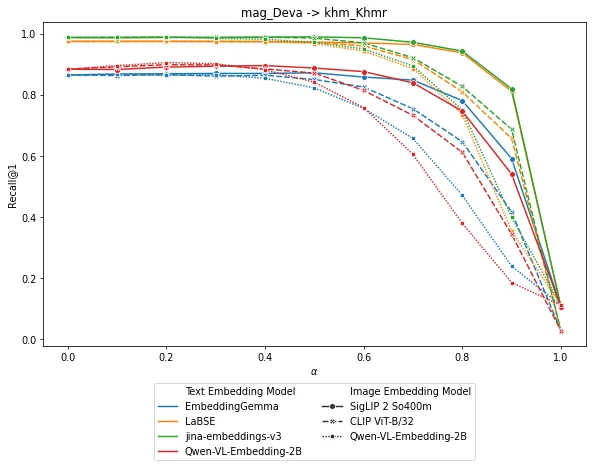 mag_Deva -> khm_Khmr
1.0
0.8
0.6
0.4
0.2
0.0
Recall@1
0.0 0.2 0.4 0.6 0.8 1.0
α
Text Embedding Model
EmbeddingGemma
LaBSE
jina-embeddings-v3
Qwen-VL-Embedding-2B
Image Embedding Model
SigLIP 2 So400m
CLIP ViT-B/32
Qwen-VL-Embedding-2B